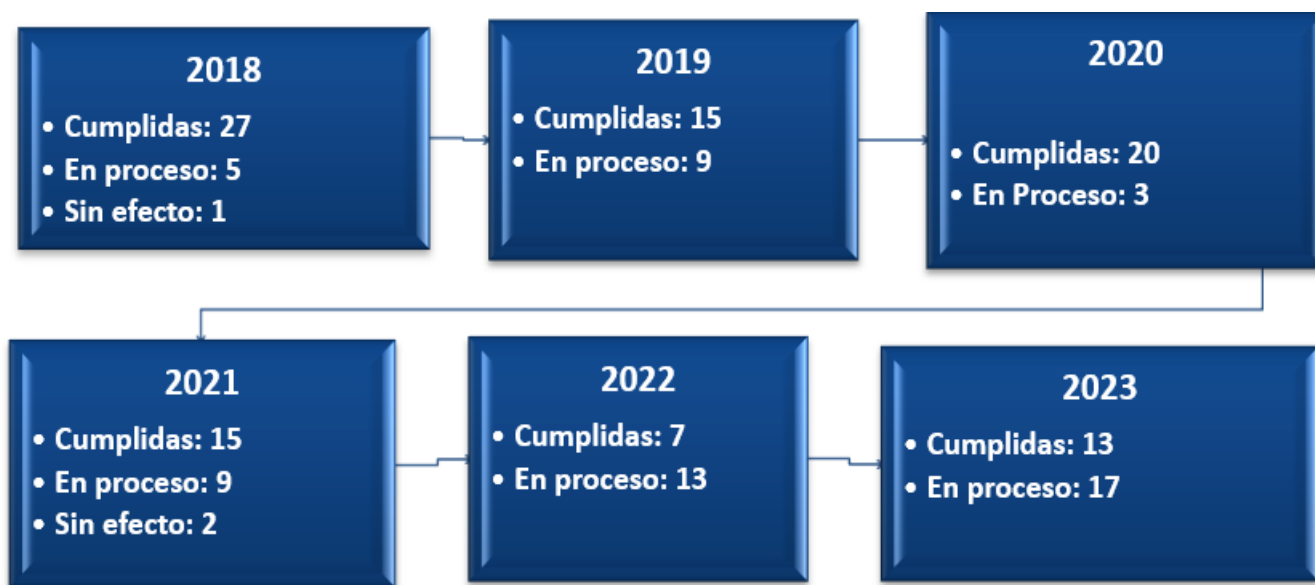 2018
• Cumplidas: 27
• En proceso: 5
• Sin efecto: 1
2019
• Cumplidas: 15
• En proceso: 9
2020
• Cumplidas: 20
• En Proceso: 3
2021
• Cumplidas: 15
• En proceso: 9
• Sin efecto: 2
2022
• Cumplidas: 7
• En proceso: 13
2023
• Cumplidas: 13
• En proceso: 17